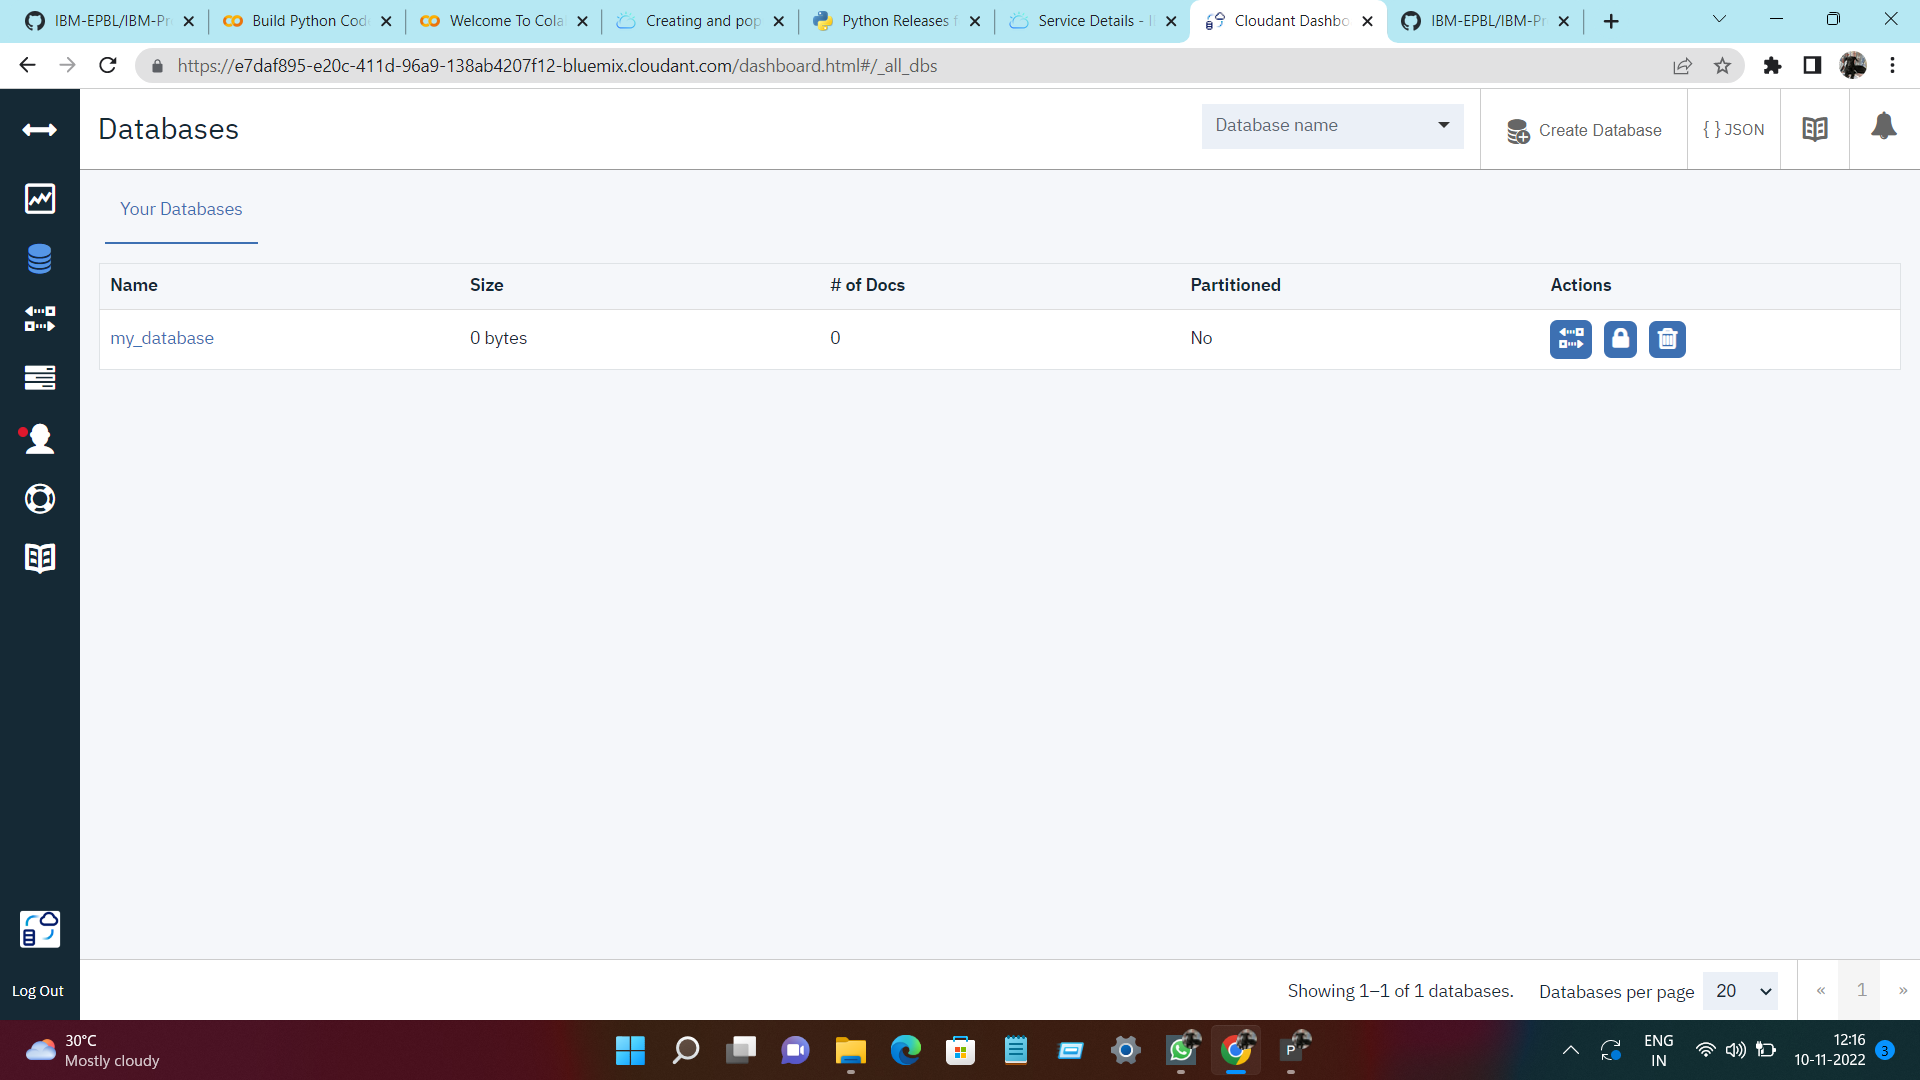 IBM-EPBL/IBM-Pr
Build Python Code
Welcome To Cola
Creating and pop
Python Releases f
Service Details - I
Cloudant Dashbo
IBM-EPBL/IBM-Pr
https://e7daf895-e20c-411d-96a9-138ab4207f12-bluemix.cloudant.com/dashboard.html#/_all_dbs
Databases
Database name
Create Database
{ } JSON
Your Databases
Name Size # of Docs Partitioned Actions
my_database 0 bytes 0 No
Log Out
Showing 1–1 of 1 databases.
Databases per page 20
« 1 »
30°C
Mostly cloudy
P
ENG
IN
12:16
10-11-2022
3